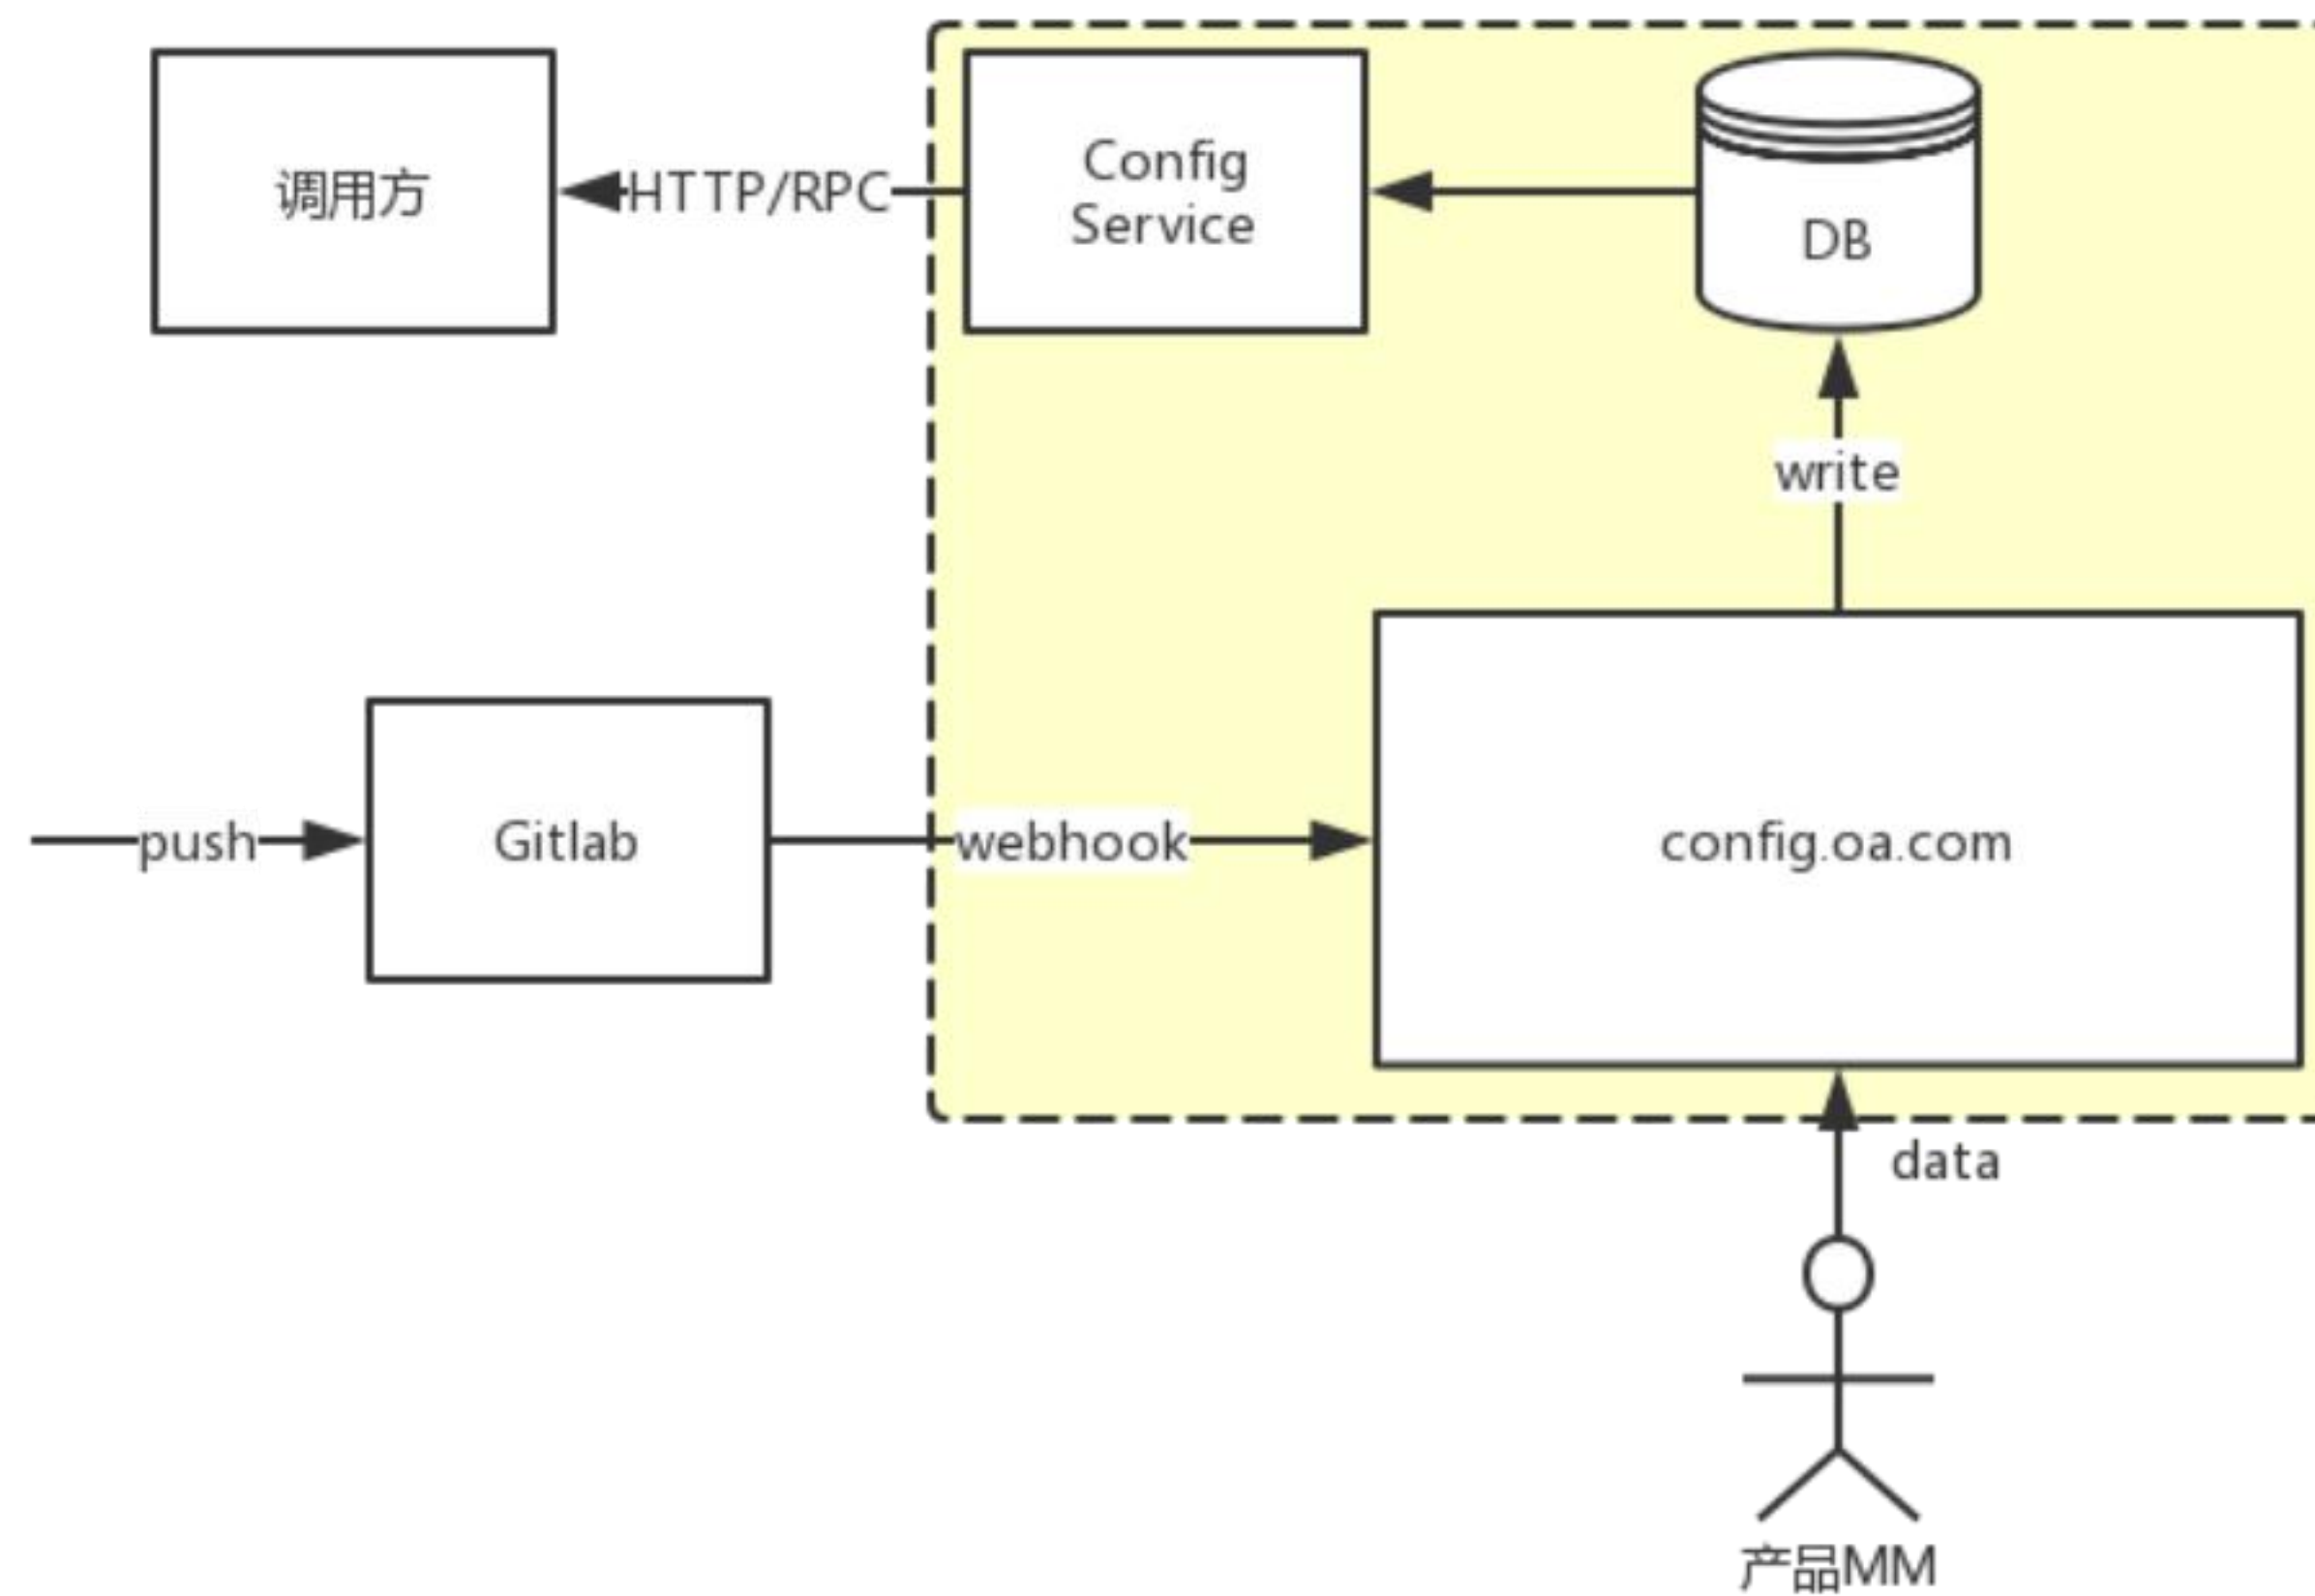 调用方
HTTP/RPC
Config
Service
DB
write
push
Gitlab
webhook
config.oa.com
data
产品MM